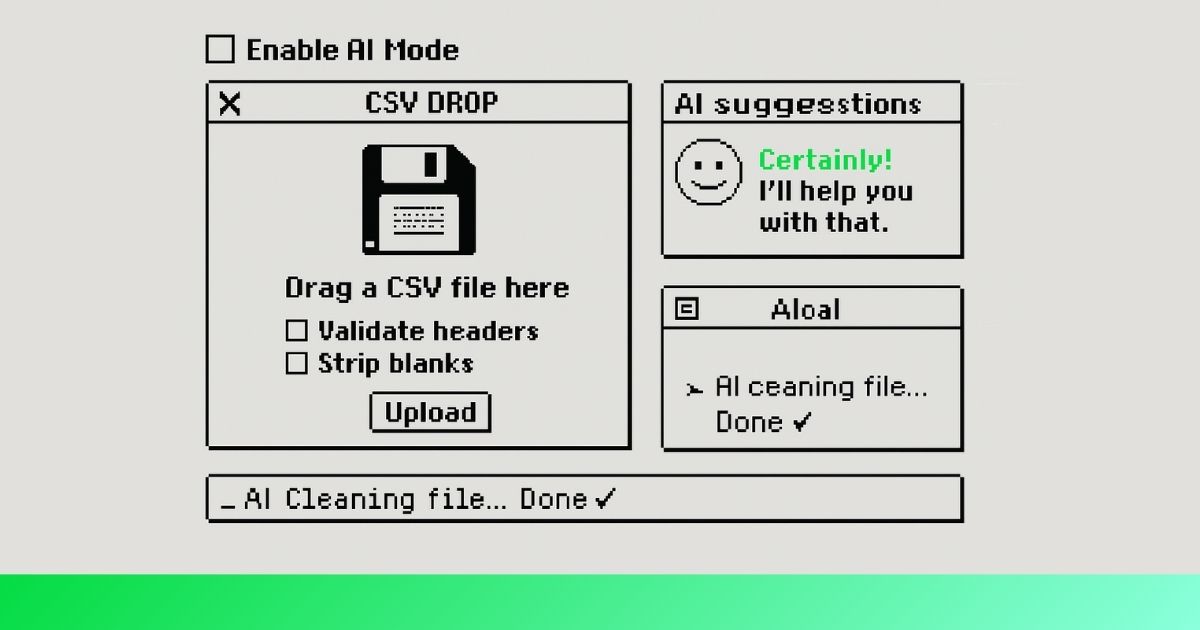 Enable AI Mode
CSV DROP
Drag a CSV file here
Validate headers
Strip blanks
Upload
AI suggesstions
Certainly!
I'll help you
with that.
Aloal
AI ceaning file...
Done ✓
_ AI Cleaning file... Done ✓